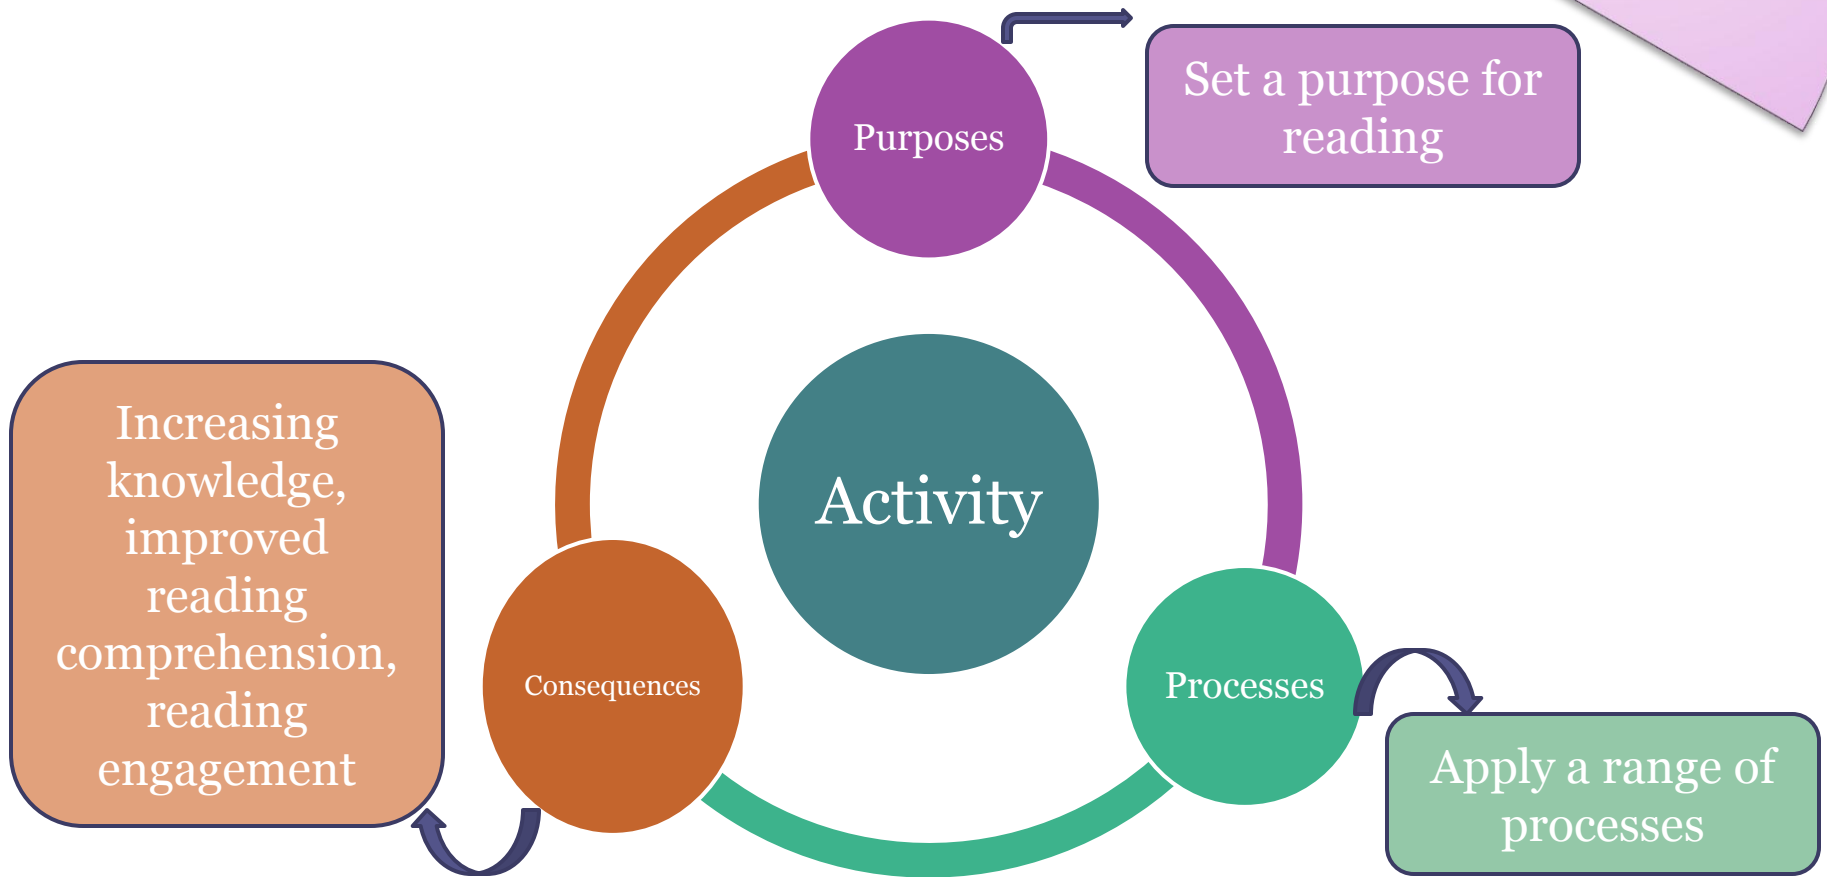 Purposes
Set a purpose for
reading
Activity
Increasing
knowledge,
improved
reading
comprehension,
reading
engagement
Consequences
Processes
Apply a range of
processes